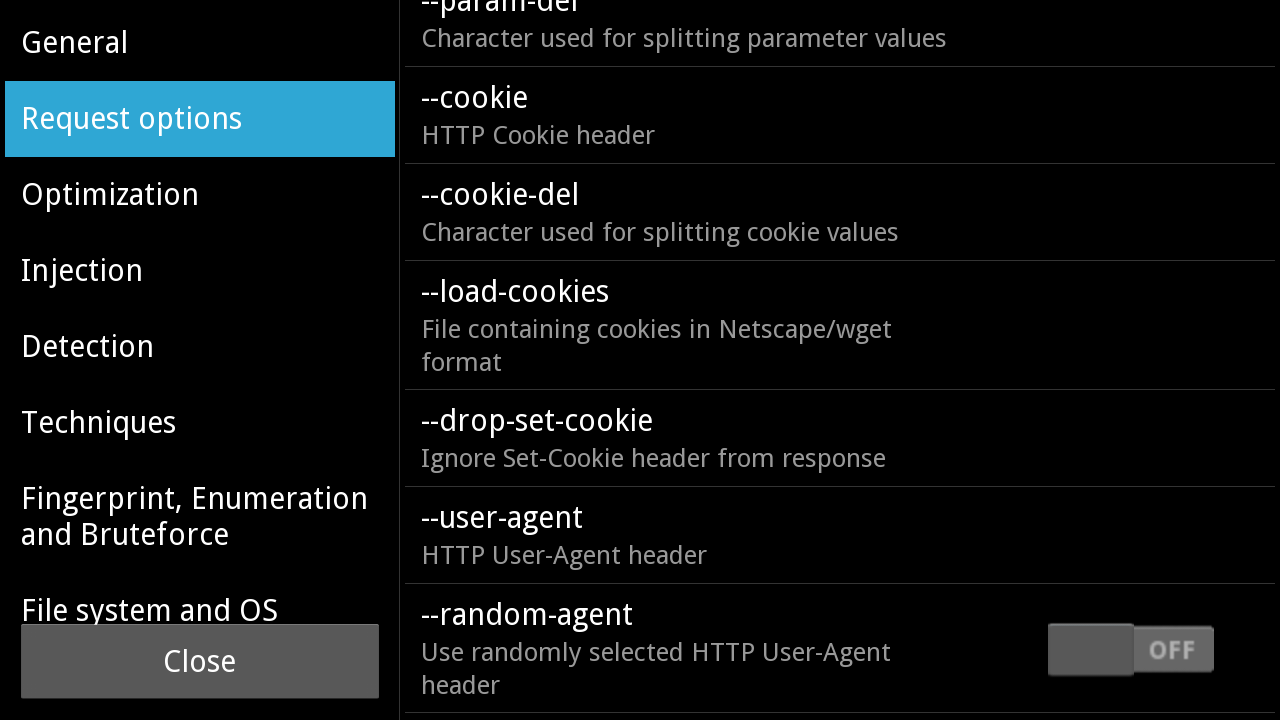 General
Request options
Optimization
Injection
Detection
Techniques
Fingerprint, Enumeration
and Bruteforce
File system and OS
Close
--param-del
Character used for splitting parameter values
--cookie
HTTP Cookie header
--cookie-del
Character used for splitting cookie values
--load-cookies
File containing cookies in Netscape/wget
format
--drop-set-cookie
Ignore Set-Cookie header from response
--user-agent
HTTP User-Agent header
--random-agent
Use randomly selected HTTP User-Agent
header
OFF